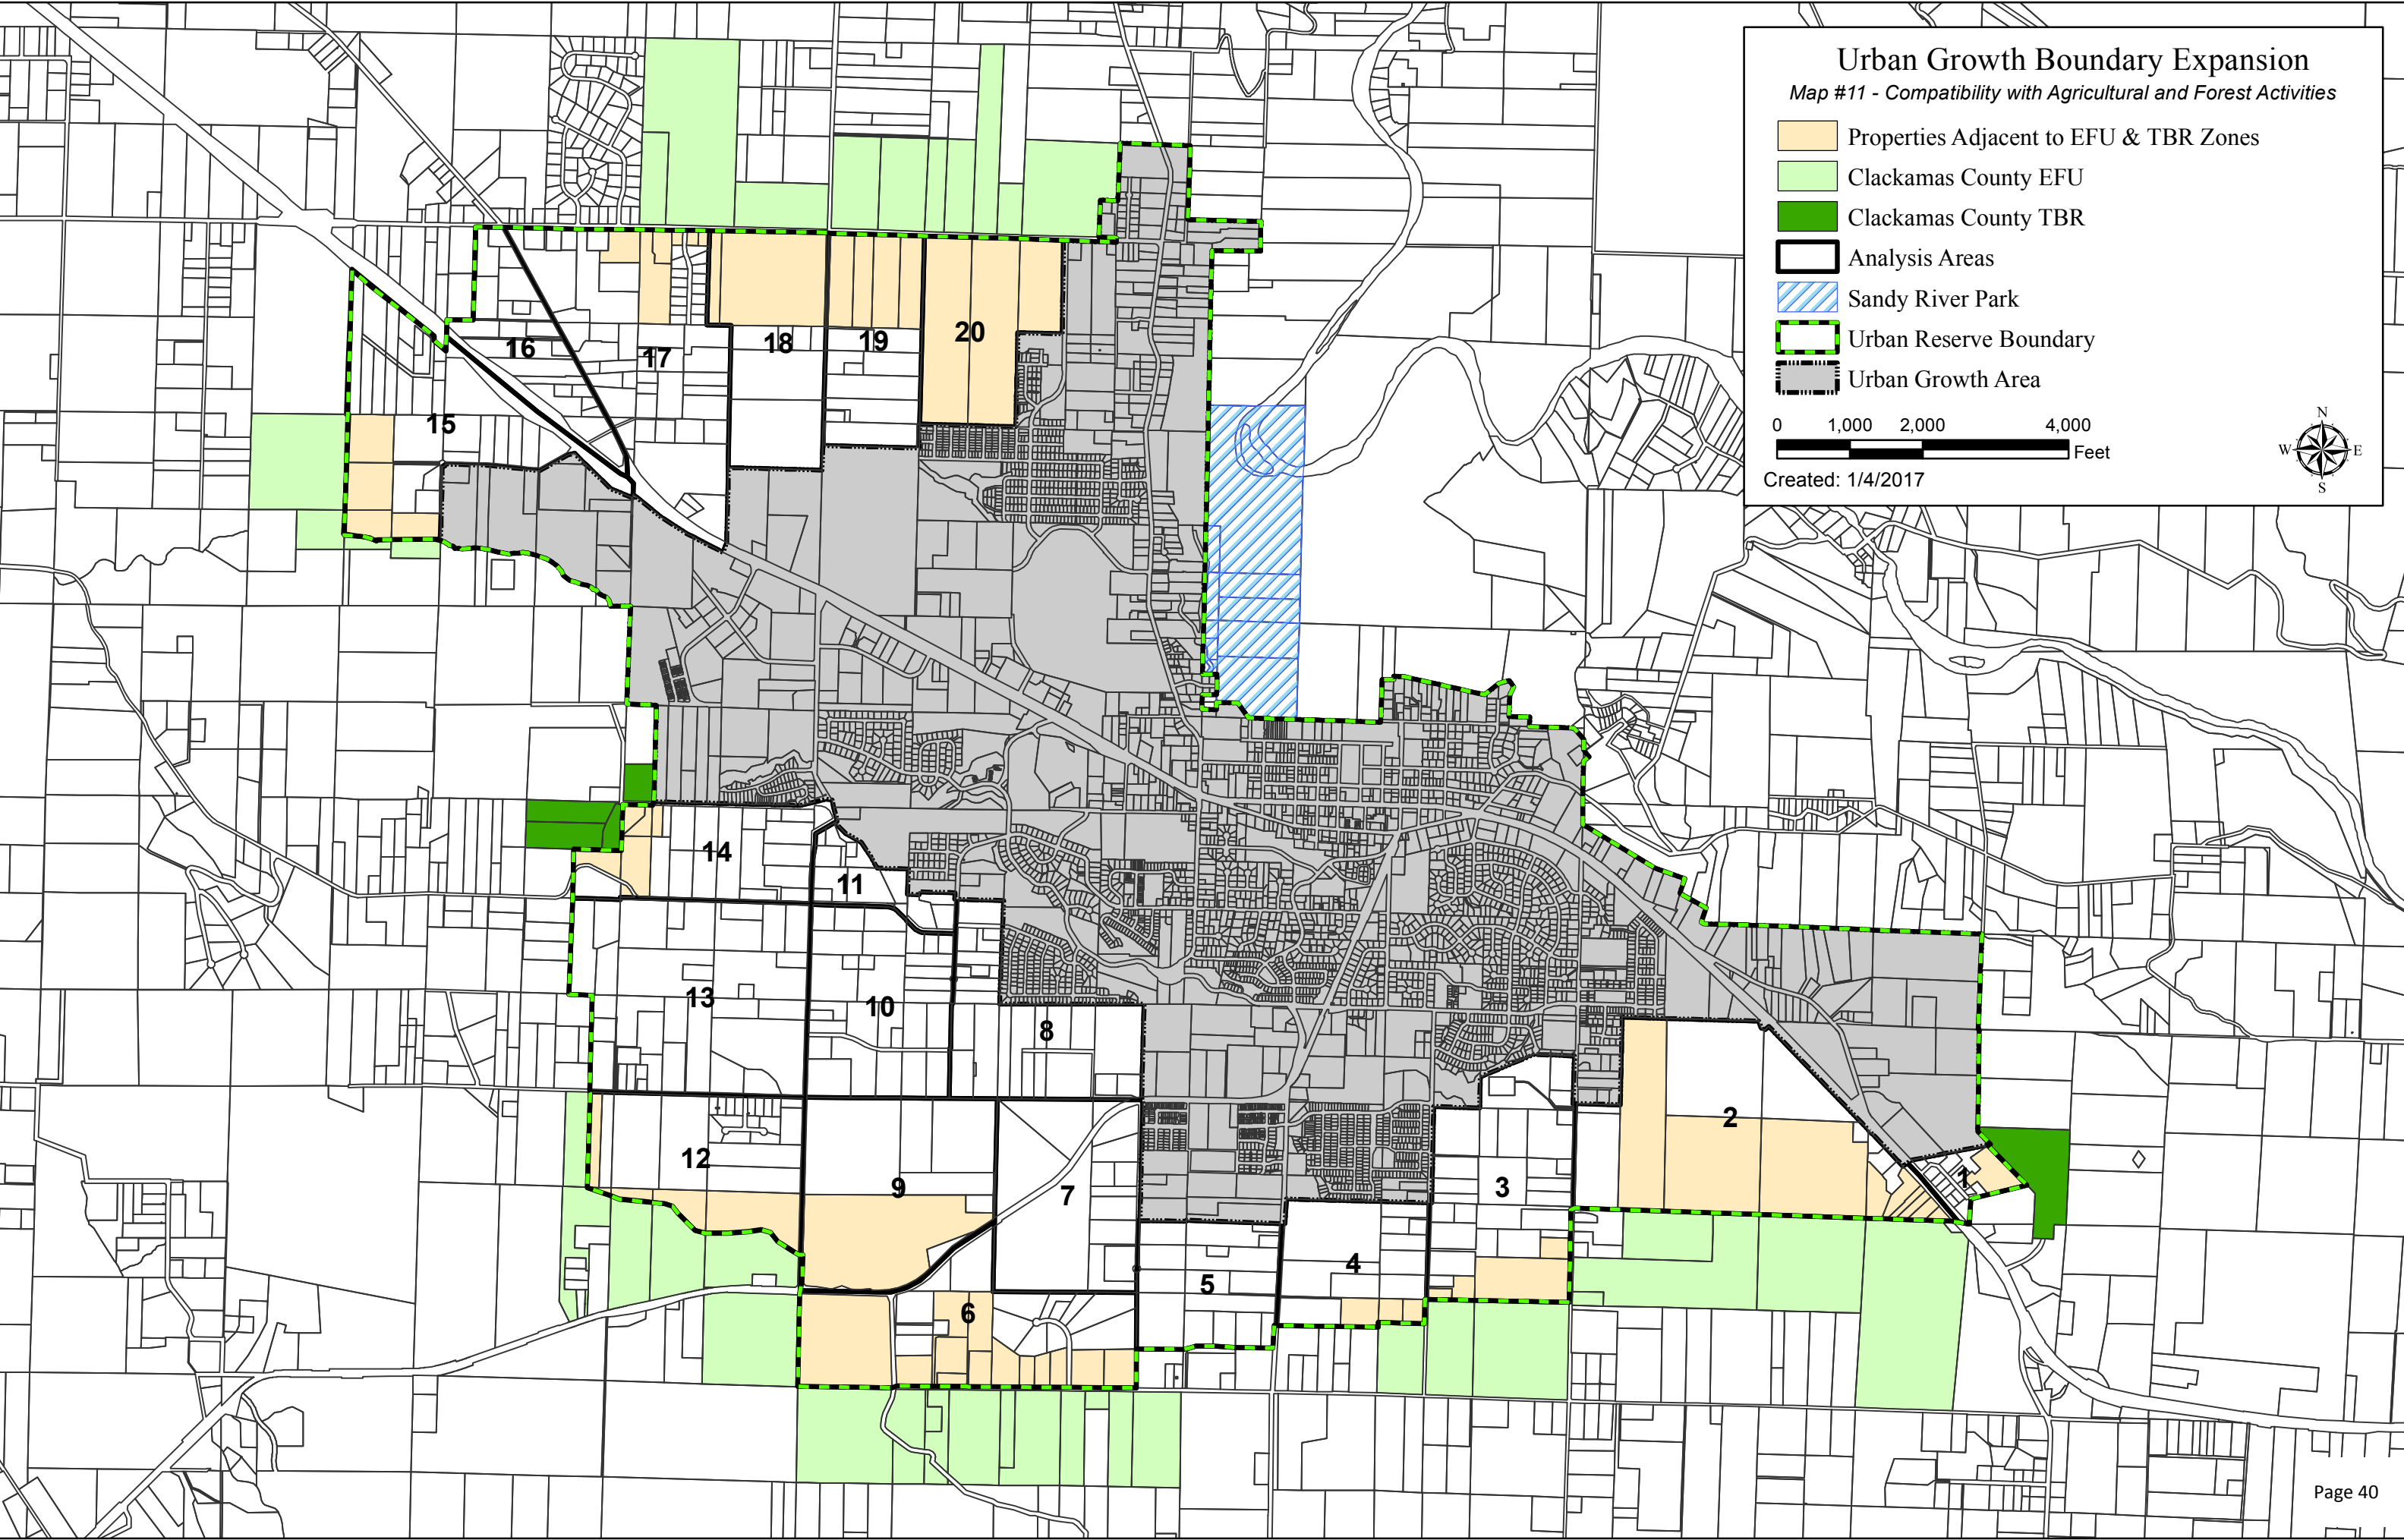 Urban Growth Boundary Expansion
Map #11 - Compatibility with Agricultural and Forest Activities
Properties Adjacent to EFU & TBR Zones
Clackamas County EFU
Clackamas County TBR
Analysis Areas
Sandy River Park
Urban Reserve Boundary
Urban Growth Area
0 1,000 2,000 4,000
Feet
Created: 1/4/2017
N
W E
S
20
19
18
16
17
15
14
11
13
10
8
2
12
1
3
9
7
4
5
6
Page 40